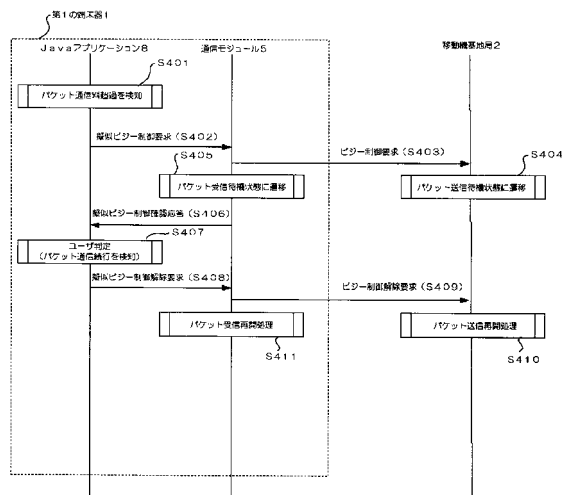 第1の端末器1
Javaアプリケーション8
通信モジュール5
移動機基地局2
S401
パケット通信料超過を検知
擬似ビジー制御要求(S402)
S405
ビジー制御要求(S403)
S404
パケット受信待機状態に遷移
パケット送信待機状態に遷移
擬似ビジー制御確認応答(S406)
S407
ユーザ判定
(パケット通信続行を検知)
擬似ビジー制御解除要求(S408)
ビジー制御解除要求(S409)
パケット受信再開処理
パケット送信再開処理
S411
S410